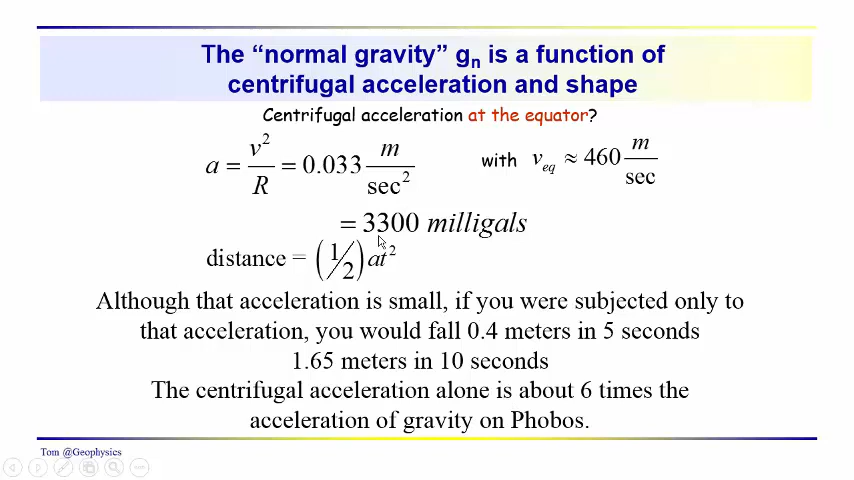 The “normal gravity” gn is a function of
centrifugal acceleration and shape
Centrifugal acceleration at the equator?
a = v²/R = 0.033 m/sec² with v_eq ≈ 460 m/sec
= 3300 milligals
distance = (1/2) at²
Although that acceleration is small, if you were subjected only to
that acceleration, you would fall 0.4 meters in 5 seconds
1.65 meters in 10 seconds
The centrifugal acceleration alone is about 6 times the
acceleration of gravity on Phobos.
Tom @Geophysics